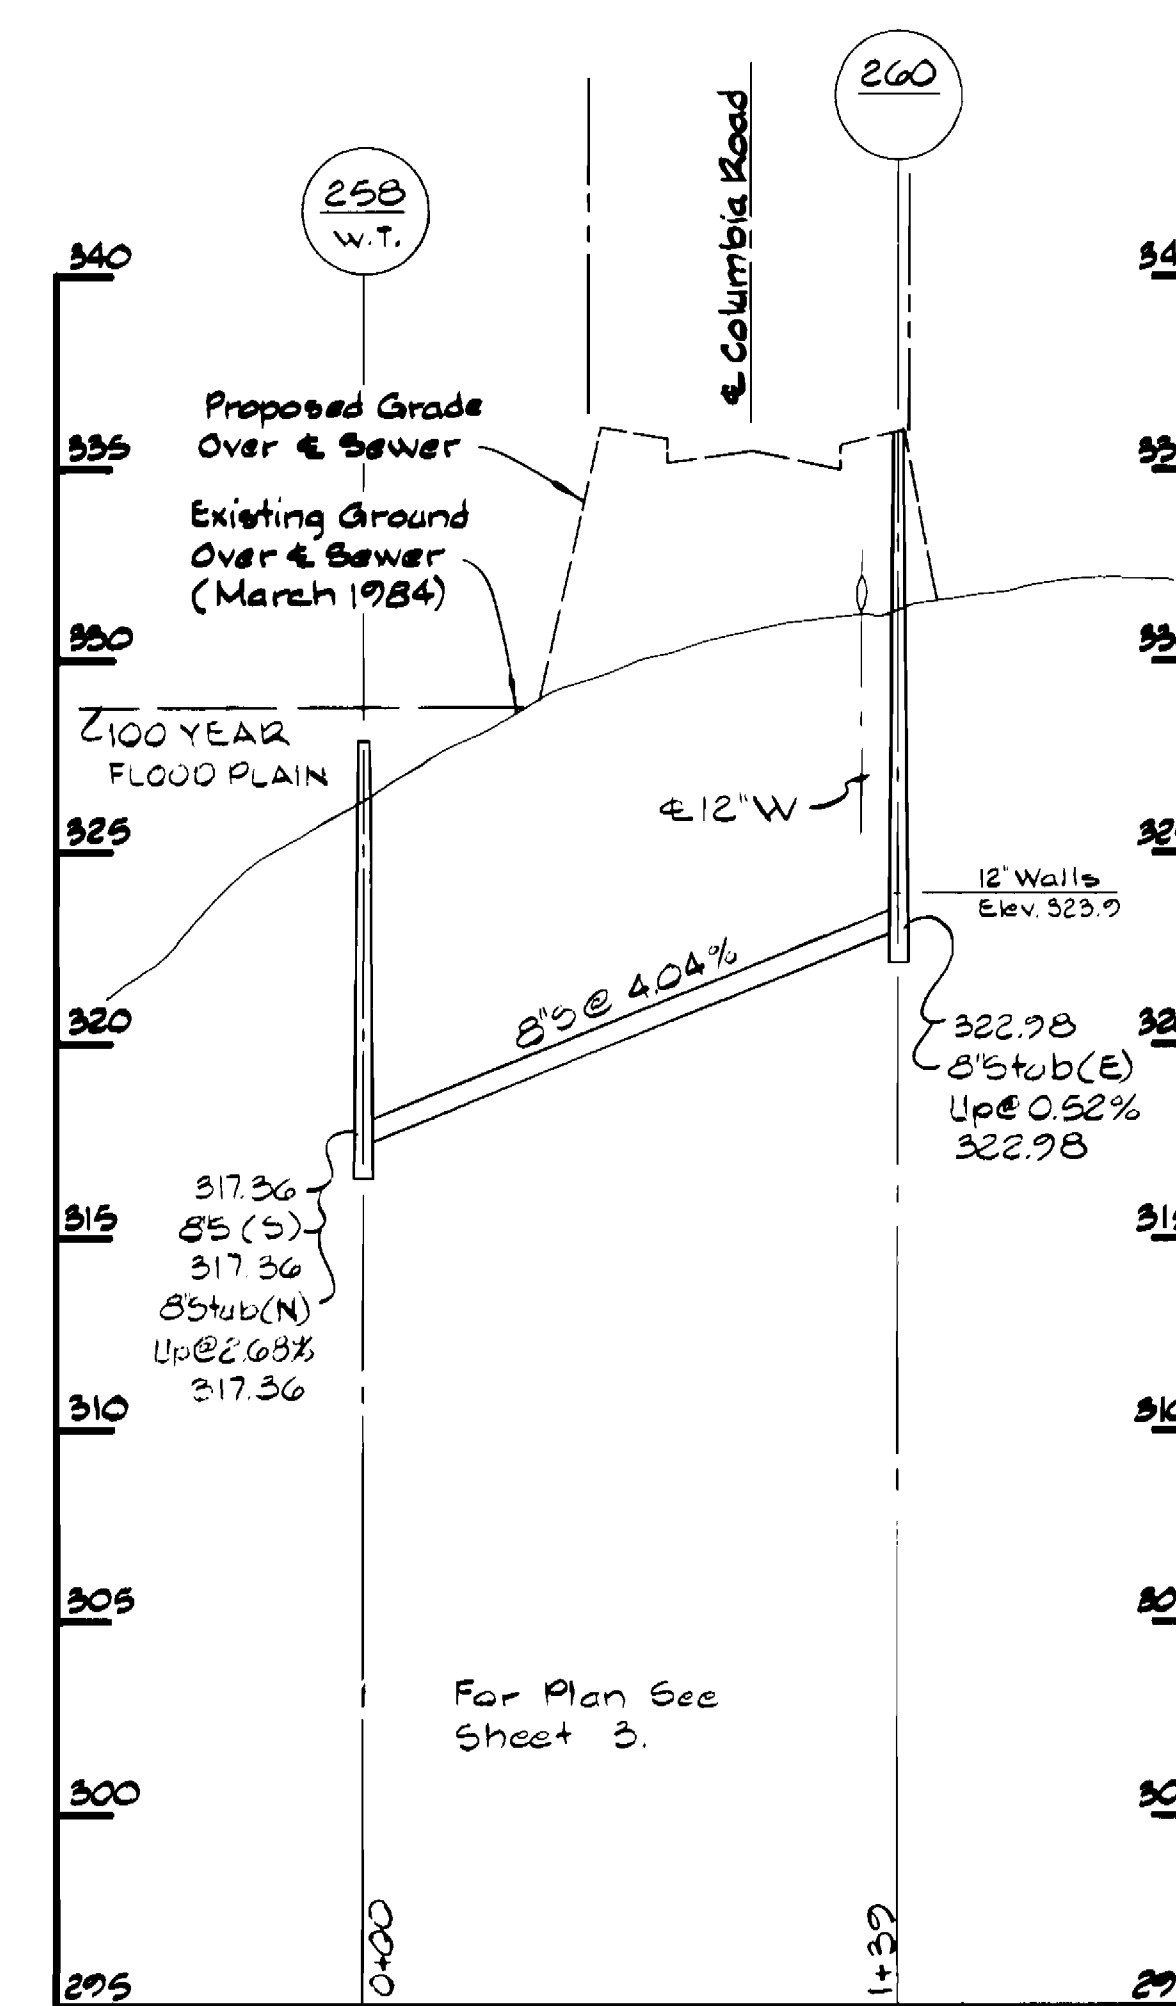 260
258
W.T.
℄ Columbia Road
340
Proposed Grade
Over ℄ Sewer
335
Existing Ground
Over ℄ Sewer
(March 1984)
330
100 YEAR
FLOOD PLAIN
℄ 12"W
325
12" Walls
Elev. 323.9
8"S @ 4.04%
320
322.98
8"Stub(E)
Up@ 0.52%
322.98
317.36
8"S (S)
317.36
8"Stub(N)
Up@2.68%
317.36
315
310
305
For Plan See
Sheet 3.
300
0+00
1+39
295